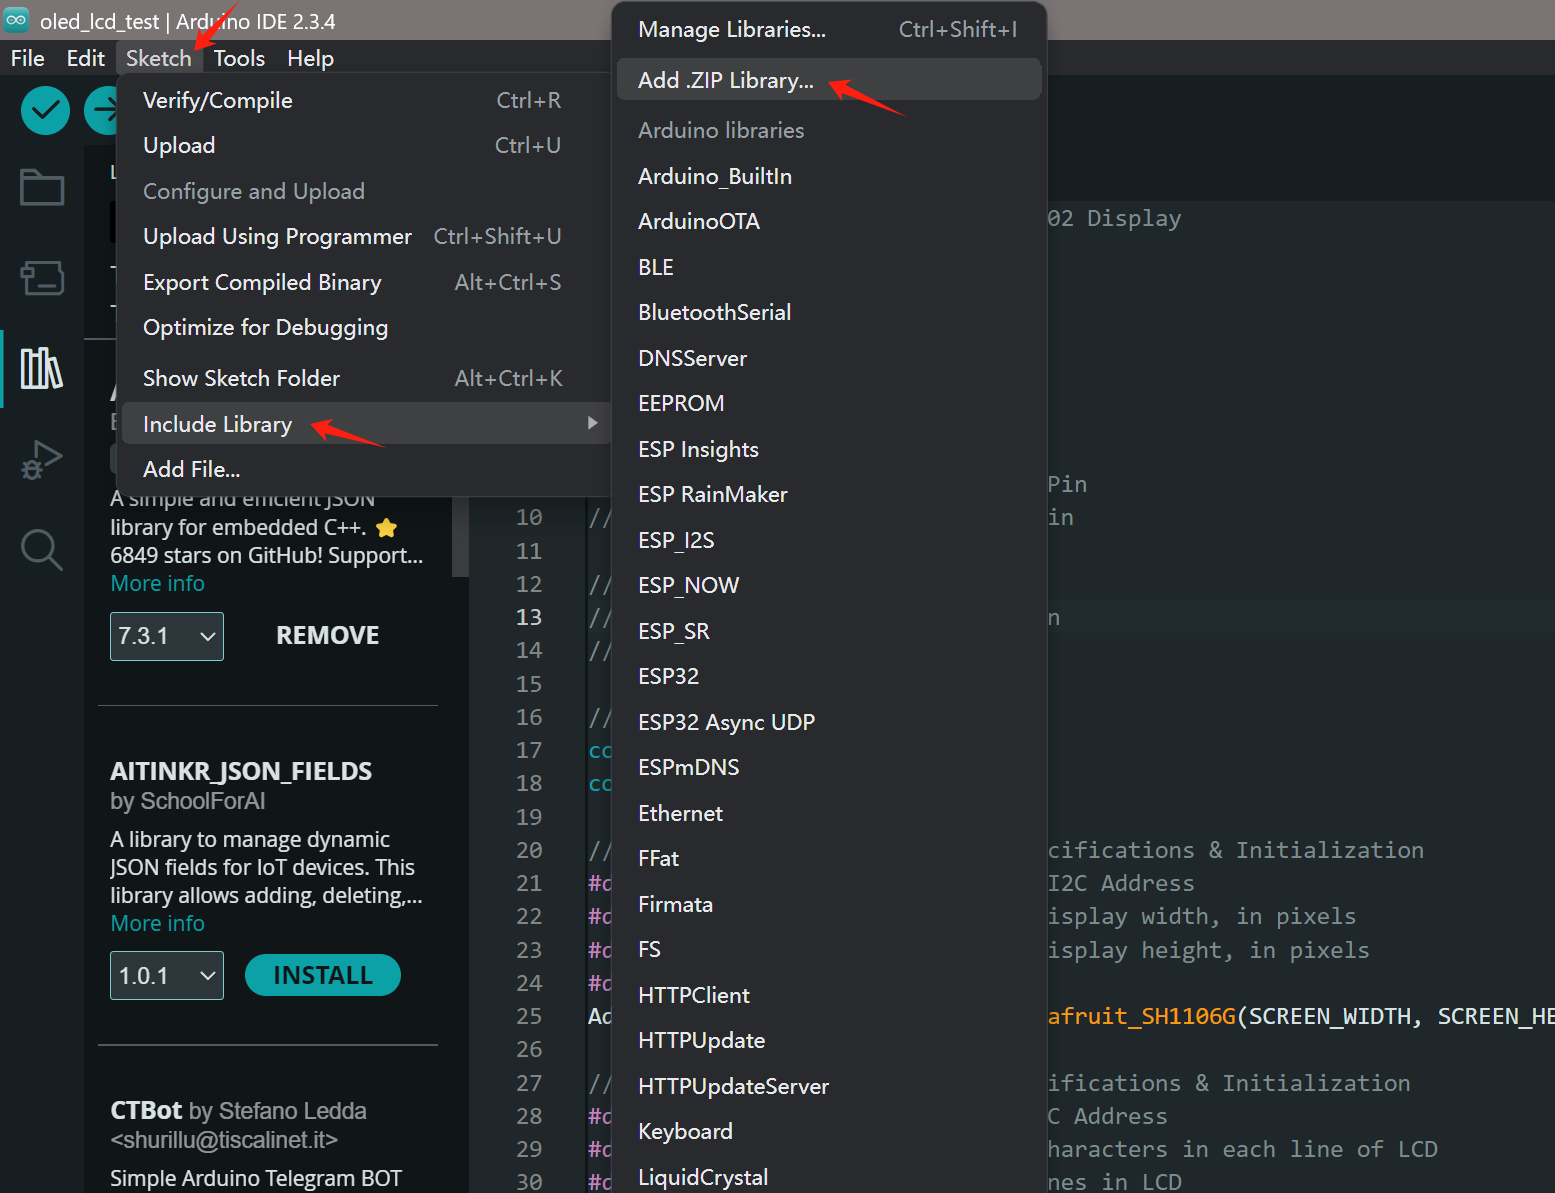 oled_lcd_test | Arduino IDE 2.3.4
File Edit Sketch Tools Help
Verify/Compile Ctrl+R
Upload Ctrl+U
Configure and Upload
Upload Using Programmer Ctrl+Shift+U
Export Compiled Binary Alt+Ctrl+S
Optimize for Debugging
Show Sketch Folder Alt+Ctrl+K
Include Library
Add File...
Manage Libraries... Ctrl+Shift+I
Add .ZIP Library...
Arduino libraries
Arduino_BuiltIn
ArduinoOTA
BLE
BluetoothSerial
DNSServer
EEPROM
ESP Insights
ESP RainMaker
ESP_I2S
ESP_NOW
ESP_SR
ESP32
ESP32 Async UDP
ESPmDNS
Ethernet
FFat
Firmata
FS
HTTPClient
HTTPUpdate
HTTPUpdateServer
Keyboard
LiquidCrystal
A simple and efficient JSON
library for embedded C++. ⭐
6849 stars on GitHub! Support...
More info
7.3.1 REMOVE
AITINKR_JSON_FIELDS
by SchoolForAI
A library to manage dynamic
JSON fields for IoT devices. This
library allows adding, deleting,...
More info
1.0.1 INSTALL
CTBot by Stefano Ledda
<shurillu@tiscalinet.it>
Simple Arduino Telegram BOT
02 Display
Pin
10 // in
11
12 //
13 // n
14 //
15
16 //
17 co
18 co
19
20 // cifications & Initialization
21 #d I2C Address
22 #d isplay width, in pixels
23 #d isplay height, in pixels
24 #d
25 Ad afruit_SH1106G(SCREEN_WIDTH, SCREEN_HE
26
27 // ifications & Initialization
28 #d C Address
29 #d haracters in each line of LCD
30 #d nes in LCD